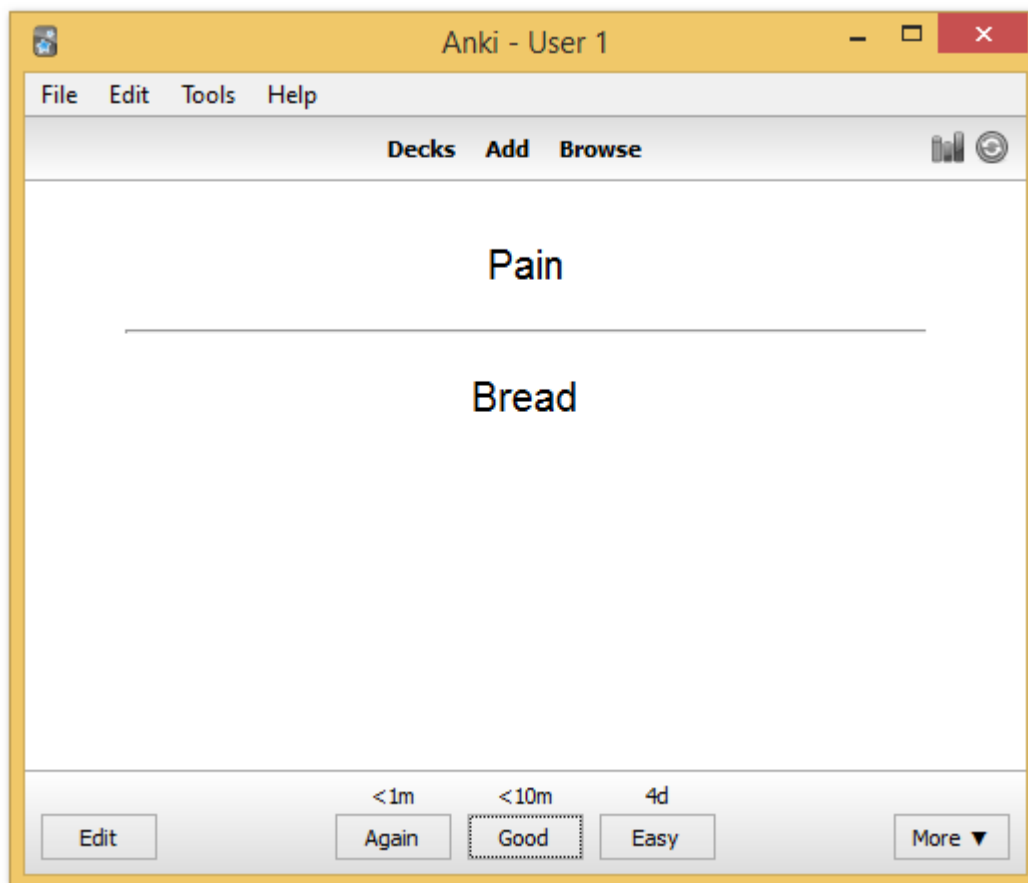 Anki - User 1
File Edit Tools Help
Decks Add Browse
Pain
Bread
<1m <10m 4d
Edit Again Good Easy More ▼